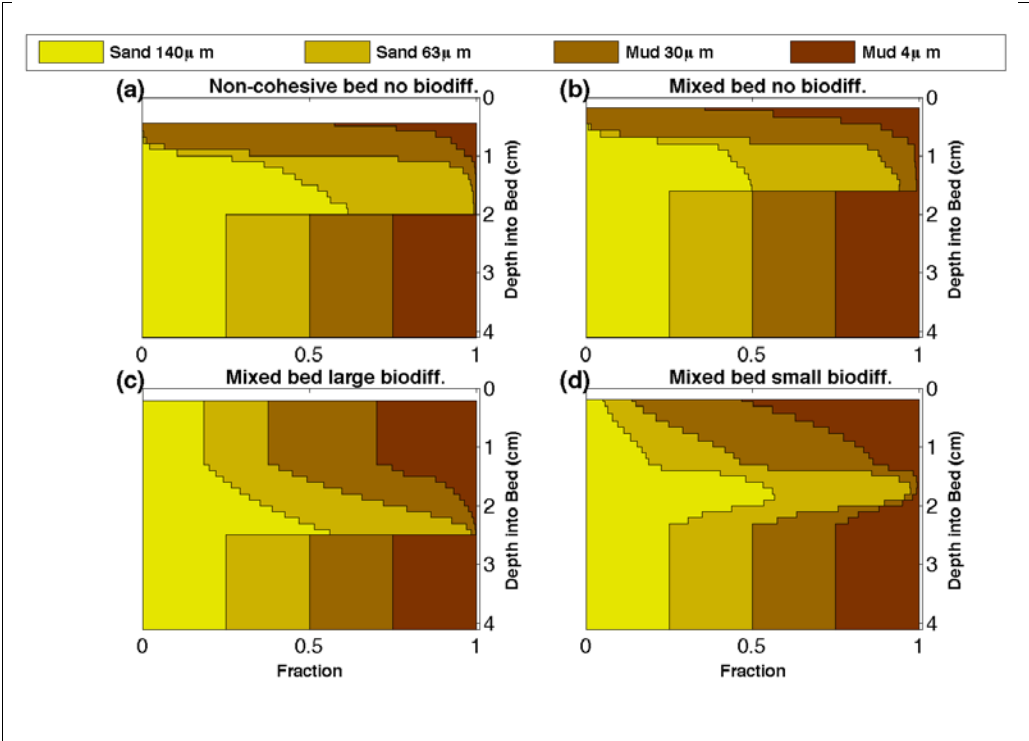 Sand 140μ m Sand 63μ m Mud 30μ m Mud 4μ m
(a) Non-cohesive bed no biodiff. 0
1
2
3
4
Depth into Bed (cm)
0 0.5 1
(b) Mixed bed no biodiff. 0
1
2
3
4
Depth into Bed (cm)
0 0.5 1
(c) Mixed bed large biodiff. 0
1
2
3
4
Depth into Bed (cm)
0 0.5 1
Fraction
(d) Mixed bed small biodiff. 0
1
2
3
4
Depth into Bed (cm)
0 0.5 1
Fraction